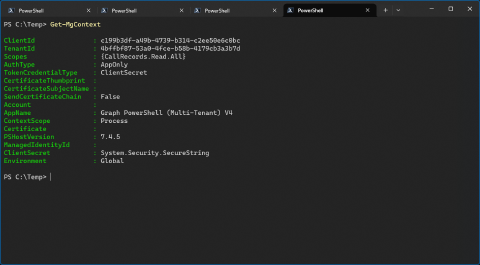 PowerShell
PowerShell
PowerShell
PowerShell
PS C:\Temp> Get-MgContext
ClientId : c199b3df-a49b-4739-b314-c2ee50e6c0bc
TenantId : 4bffbf87-53a0-4fce-b58b-4179cb3a3b7d
Scopes : {CallRecords.Read.All}
AuthType : AppOnly
TokenCredentialType : ClientSecret
CertificateThumbprint :
CertificateSubjectName :
SendCertificateChain : False
Account :
AppName : Graph PowerShell (Multi-Tenant) V4
ContextScope : Process
Certificate :
PSHostVersion : 7.4.5
ManagedIdentityId :
ClientSecret : System.Security.SecureString
Environment : Global
PS C:\Temp>